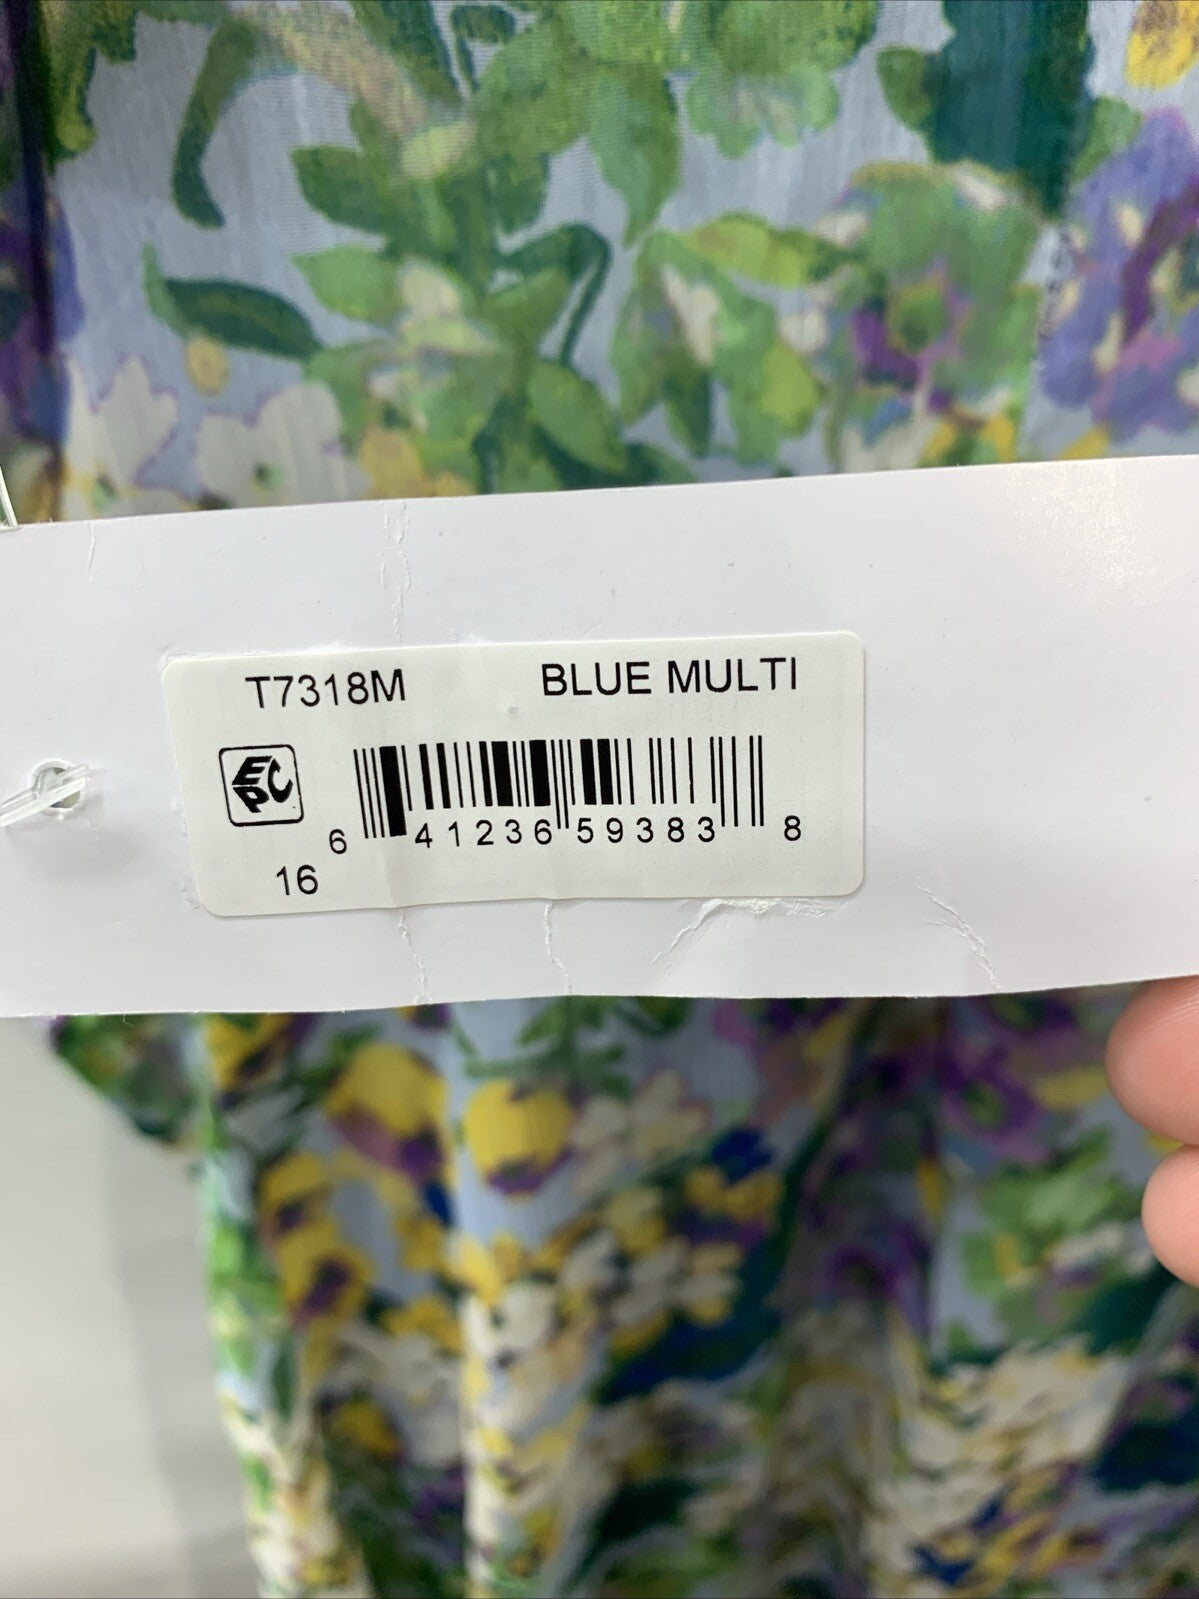 T7318M BLUE MULTI
EPC
6 41236 59383 8
16